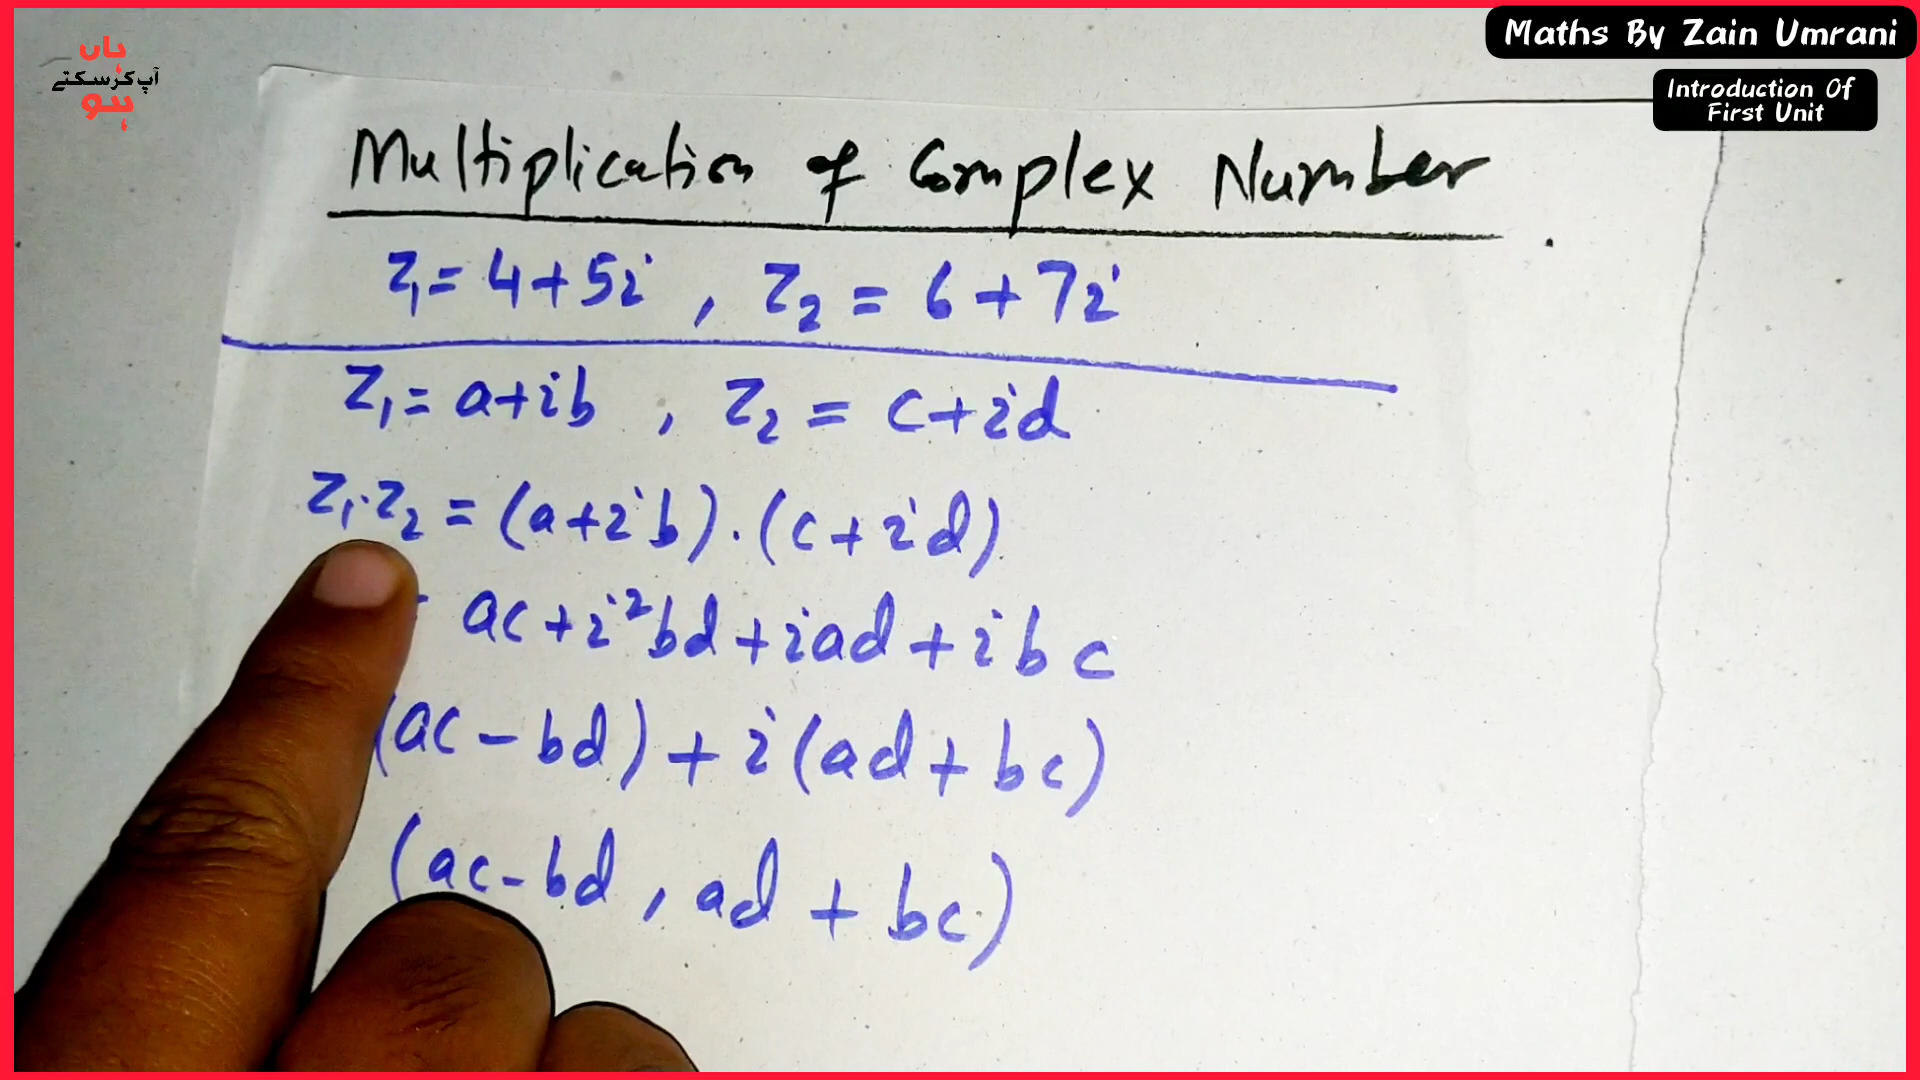 Maths By Zain Umrani
Introduction Of
First Unit
ہاں
آپ کرسکتے
ہو
Multiplication of Complex Number
z₁ = 4+5i , z₂ = 6+7i
z₁ = a+ib , z₂ = c+id
z₁.z₂ = (a+ib).(c+id)
= ac+i²bd+iad+ibc
(ac-bd)+i(ad+bc)
(ac-bd, ad+bc)